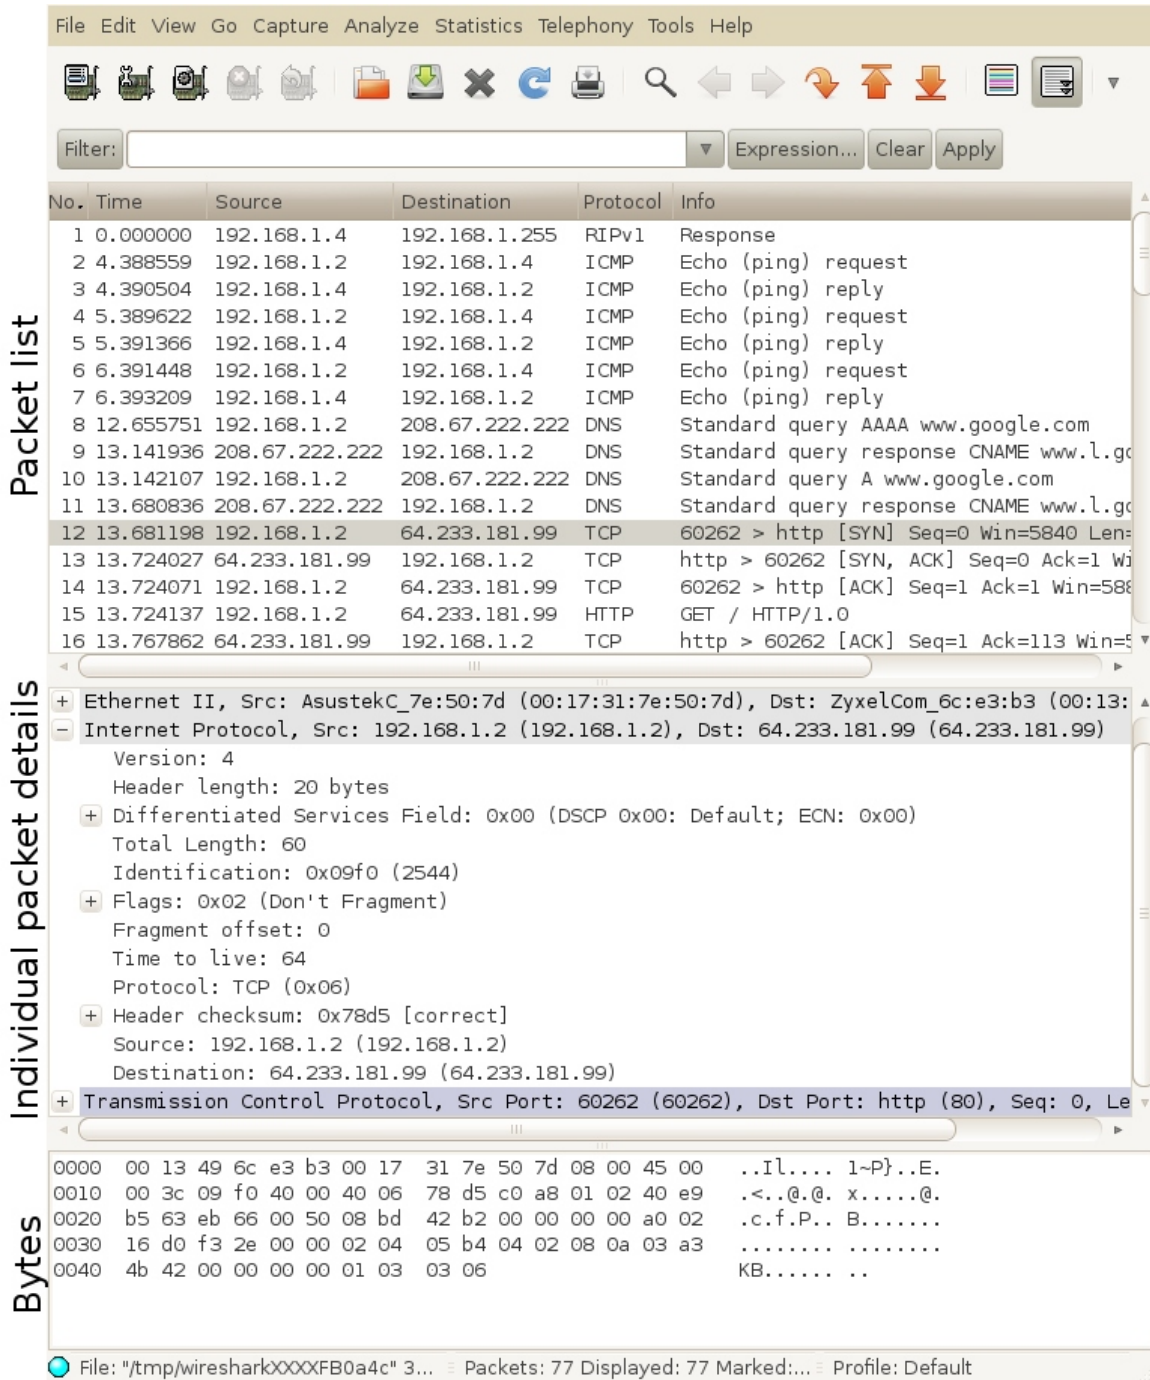 File Edit View Go Capture Analyze Statistics Telephony Tools Help
Filter: Expression... Clear Apply
No. Time Source Destination Protocol Info
Packet list
1 0.000000 192.168.1.4 192.168.1.255 RIPv1 Response
2 4.388559 192.168.1.2 192.168.1.4 ICMP Echo (ping) request
3 4.390504 192.168.1.4 192.168.1.2 ICMP Echo (ping) reply
4 5.389622 192.168.1.2 192.168.1.4 ICMP Echo (ping) request
5 5.391366 192.168.1.4 192.168.1.2 ICMP Echo (ping) reply
6 6.391448 192.168.1.2 192.168.1.4 ICMP Echo (ping) request
7 6.393209 192.168.1.4 192.168.1.2 ICMP Echo (ping) reply
8 12.655751 192.168.1.2 208.67.222.222 DNS Standard query AAAA www.google.com
9 13.141936 208.67.222.222 192.168.1.2 DNS Standard query response CNAME www.l.go
10 13.142107 192.168.1.2 208.67.222.222 DNS Standard query A www.google.com
11 13.680836 208.67.222.222 192.168.1.2 DNS Standard query response CNAME www.l.go
12 13.681198 192.168.1.2 64.233.181.99 TCP 60262 > http [SYN] Seq=0 Win=5840 Len=
13 13.724027 64.233.181.99 192.168.1.2 TCP http > 60262 [SYN, ACK] Seq=0 Ack=1 Wi
14 13.724071 192.168.1.2 64.233.181.99 TCP 60262 > http [ACK] Seq=1 Ack=1 Win=588
15 13.724137 192.168.1.2 64.233.181.99 HTTP GET / HTTP/1.0
16 13.767862 64.233.181.99 192.168.1.2 TCP http > 60262 [ACK] Seq=1 Ack=113 Win=5
Individual packet details
Ethernet II, Src: AsustekC_7e:50:7d (00:17:31:7e:50:7d), Dst: ZyxelCom_6c:e3:b3 (00:13:
Internet Protocol, Src: 192.168.1.2 (192.168.1.2), Dst: 64.233.181.99 (64.233.181.99)
Version: 4
Header length: 20 bytes
Differentiated Services Field: 0x00 (DSCP 0x00: Default; ECN: 0x00)
Total Length: 60
Identification: 0x09f0 (2544)
Flags: 0x02 (Don't Fragment)
Fragment offset: 0
Time to live: 64
Protocol: TCP (0x06)
Header checksum: 0x78d5 [correct]
Source: 192.168.1.2 (192.168.1.2)
Destination: 64.233.181.99 (64.233.181.99)
Transmission Control Protocol, Src Port: 60262 (60262), Dst Port: http (80), Seq: 0, Le
Bytes
0000 00 13 49 6c e3 b3 00 17 31 7e 50 7d 08 00 45 00 ..Il.... 1~P}..E.
0010 00 3c 09 f0 40 00 40 06 78 d5 c0 a8 01 02 40 e9 .<..@.@. x.....@.
0020 b5 63 eb 66 00 50 08 bd 42 b2 00 00 00 00 a0 02 .c.f.P.. B.......
0030 16 d0 f3 2e 00 00 02 04 05 b4 04 02 08 0a 03 a3 ........ ........
0040 4b 42 00 00 00 00 01 03 03 06 KB...... ..
File: "/tmp/wiresharkXXXXFB0a4c" 3... Packets: 77 Displayed: 77 Marked:... Profile: Default